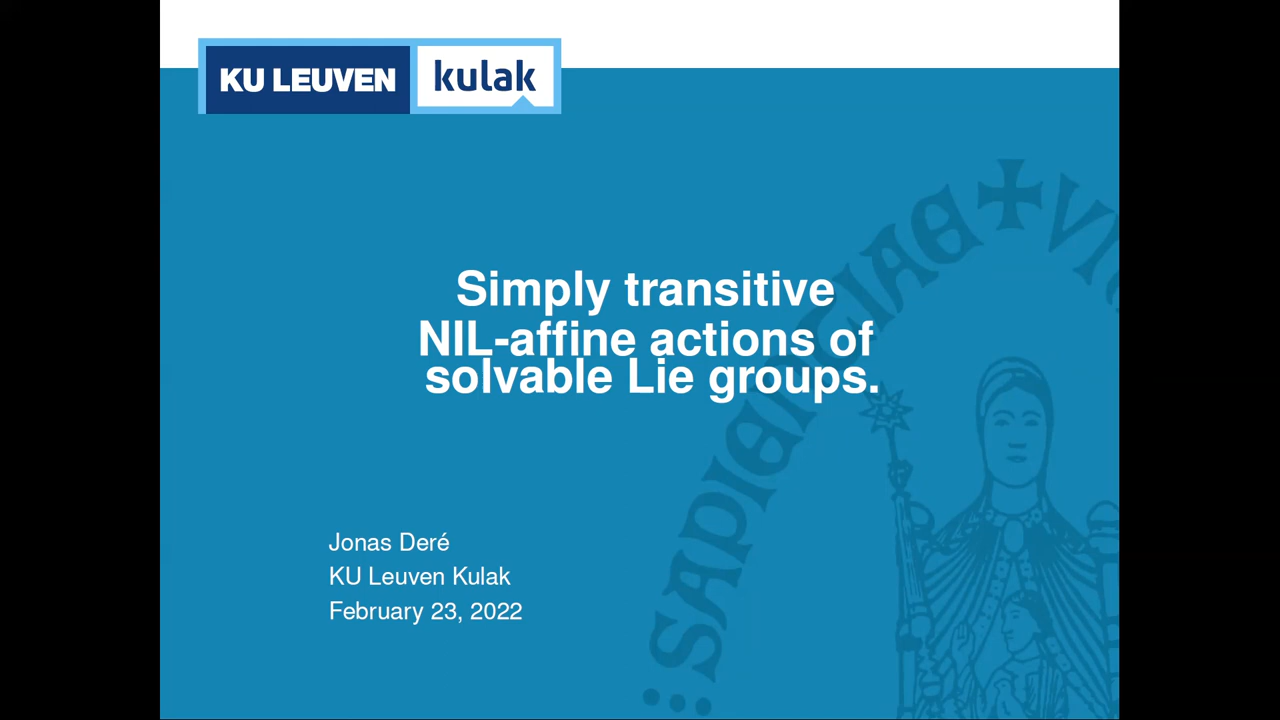 KU LEUVEN kulak
Simply transitive
NIL-affine actions of
solvable Lie groups.
Jonas Deré
KU Leuven Kulak
February 23, 2022
SAPIENTIAE